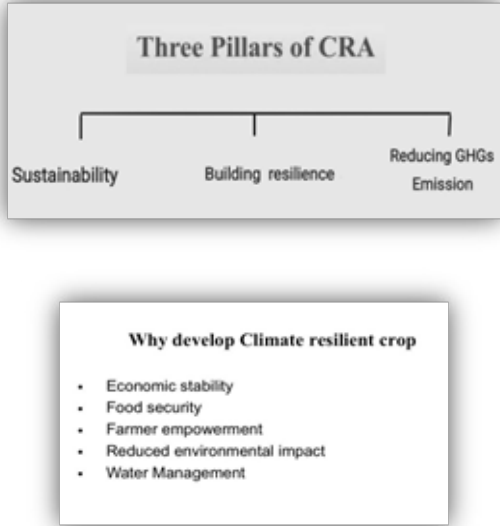 Three Pillars of CRA
Sustainability
Building resilience
Reducing GHGs
Emission
Why develop Climate resilient crop
• Economic stability
• Food security
• Farmer empowerment
• Reduced environmental impact
• Water Management